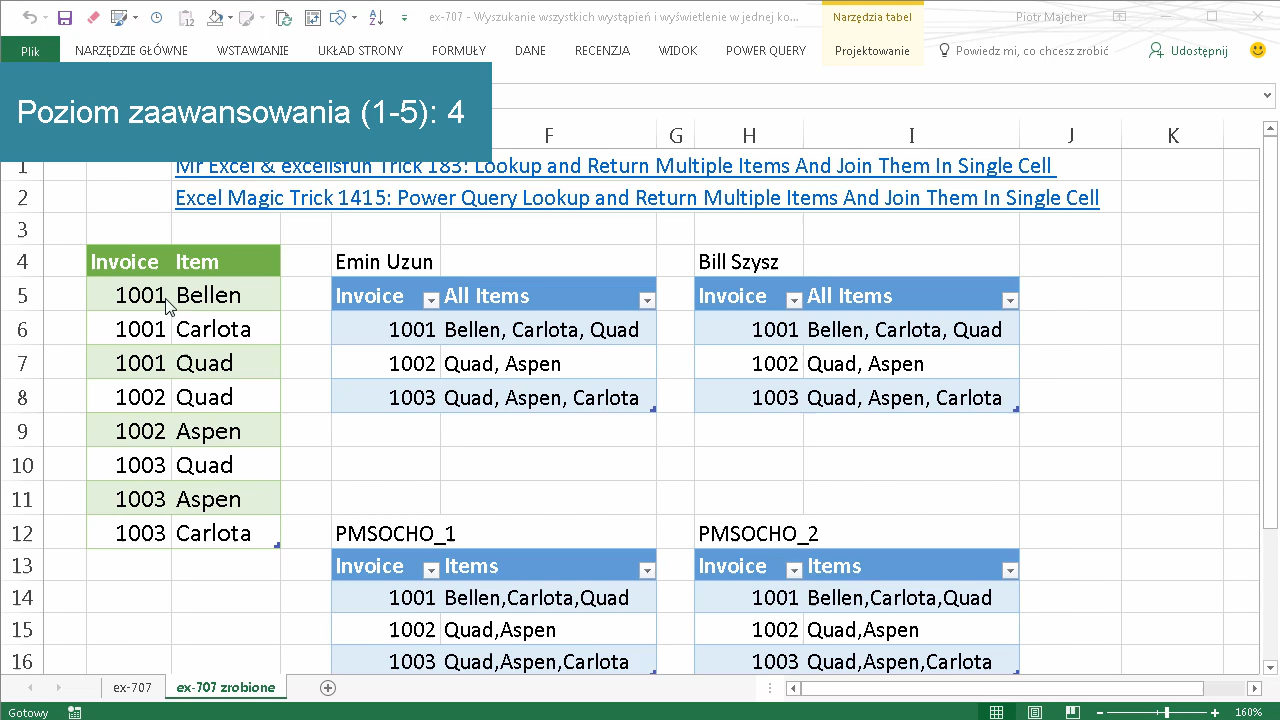 ex-707 - Wyszukanie wszystkich wystąpień i wyświetlenie w jednej ko...
Narzędzia tabel
Piotr Majcher
Plik NARZĘDZIE GŁÓWNE WSTAWIANIE UKŁAD STRONY FORMUŁY DANE RECENZJA WIDOK POWER QUERY Projektowanie Powiedz mi, co chcesz zrobić Udostępnij
Poziom zaawansowania (1-5): 4
F G H I J K
1 Mr Excel & excelisfun Trick 183: Lookup and Return Multiple Items And Join Them In Single Cell
2 Excel Magic Trick 1415: Power Query Lookup and Return Multiple Items And Join Them In Single Cell
3
4 Invoice Item Emin Uzun Bill Szysz
5 1001 Bellen Invoice All Items Invoice All Items
6 1001 Carlota 1001 Bellen, Carlota, Quad 1001 Bellen, Carlota, Quad
7 1001 Quad 1002 Quad, Aspen 1002 Quad, Aspen
8 1002 Quad 1003 Quad, Aspen, Carlota 1003 Quad, Aspen, Carlota
9 1002 Aspen
10 1003 Quad
11 1003 Aspen
12 1003 Carlota PMSOCHO_1 PMSOCHO_2
13 Invoice Items Invoice Items
14 1001 Bellen,Carlota,Quad 1001 Bellen,Carlota,Quad
15 1002 Quad,Aspen 1002 Quad,Aspen
16 1003 Quad,Aspen,Carlota 1003 Quad,Aspen,Carlota
ex-707 ex-707 zrobione
Gotowy 160%